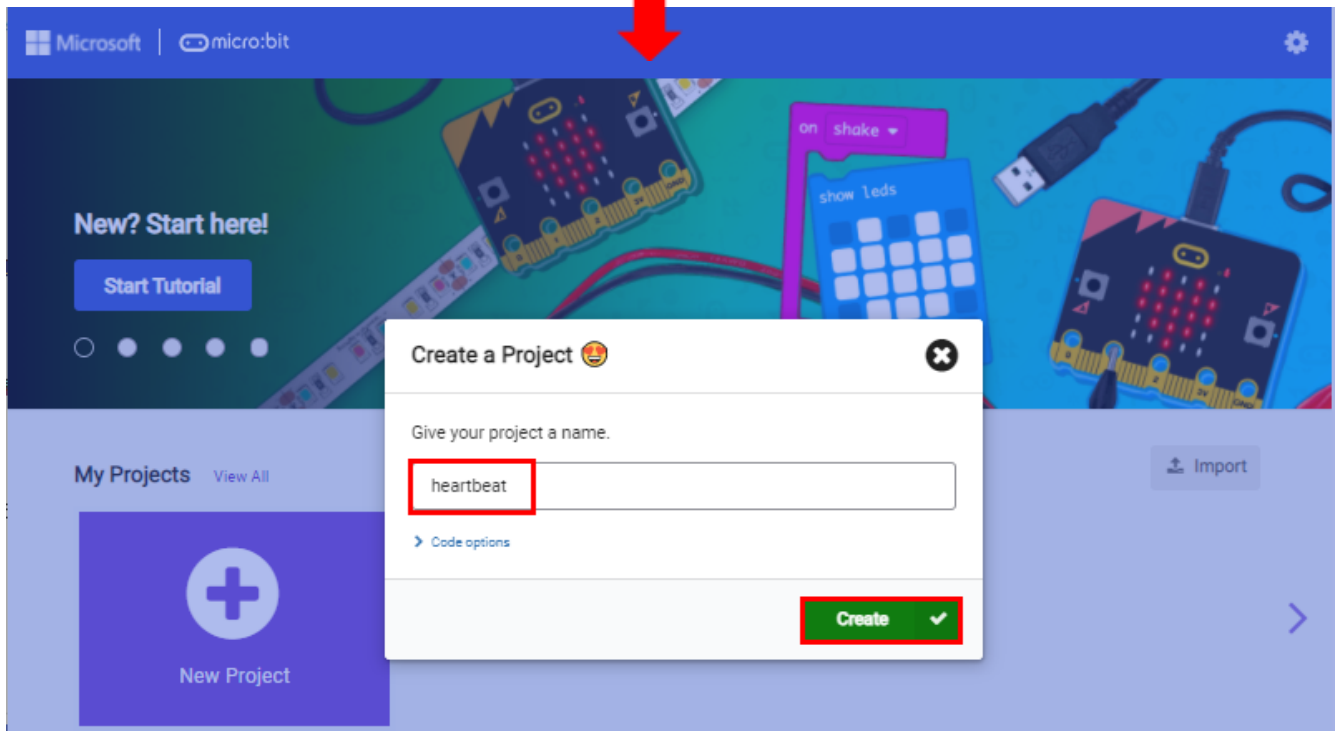 Microsoft | micro:bit
on shake
show leds
New? Start here!
Start Tutorial
Create a Project 😍
Give your project a name.
heartbeat
Code options
Create
My Projects View All
Import
New Project